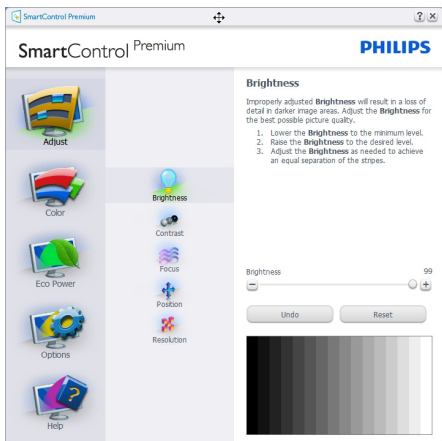 SmartControl Premium
SmartControl Premium
PHILIPS
Adjust
Color
Eco Power
Options
Help
Brightness
Contrast
Focus
Position
Resolution
Brightness
Improperly adjusted Brightness will result in a loss of
detail in darker image areas. Adjust the Brightness for
the best possible picture quality.
1. Lower the Brightness to the minimum level.
2. Raise the Brightness to the desired level.
3. Adjust the Brightness as needed to achieve
an equal separation of the stripes.
Brightness 99
Undo Reset